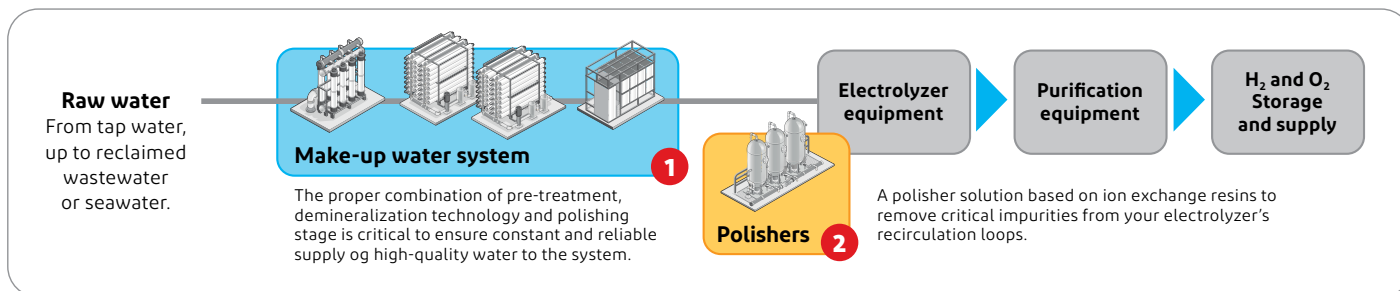 Raw water
From tap water,
up to reclaimed
wastewater
or seawater.
Make-up water system
1
The proper combination of pre-treatment,
demineralization technology and polishing
stage is critical to ensure constant and reliable
supply og high-quality water to the system.
Polishers
2
Electrolyzer
equipment
Purification
equipment
H₂ and O₂
Storage
and supply
A polisher solution based on ion exchange resins to
remove critical impurities from your electrolyzer's
recirculation loops.